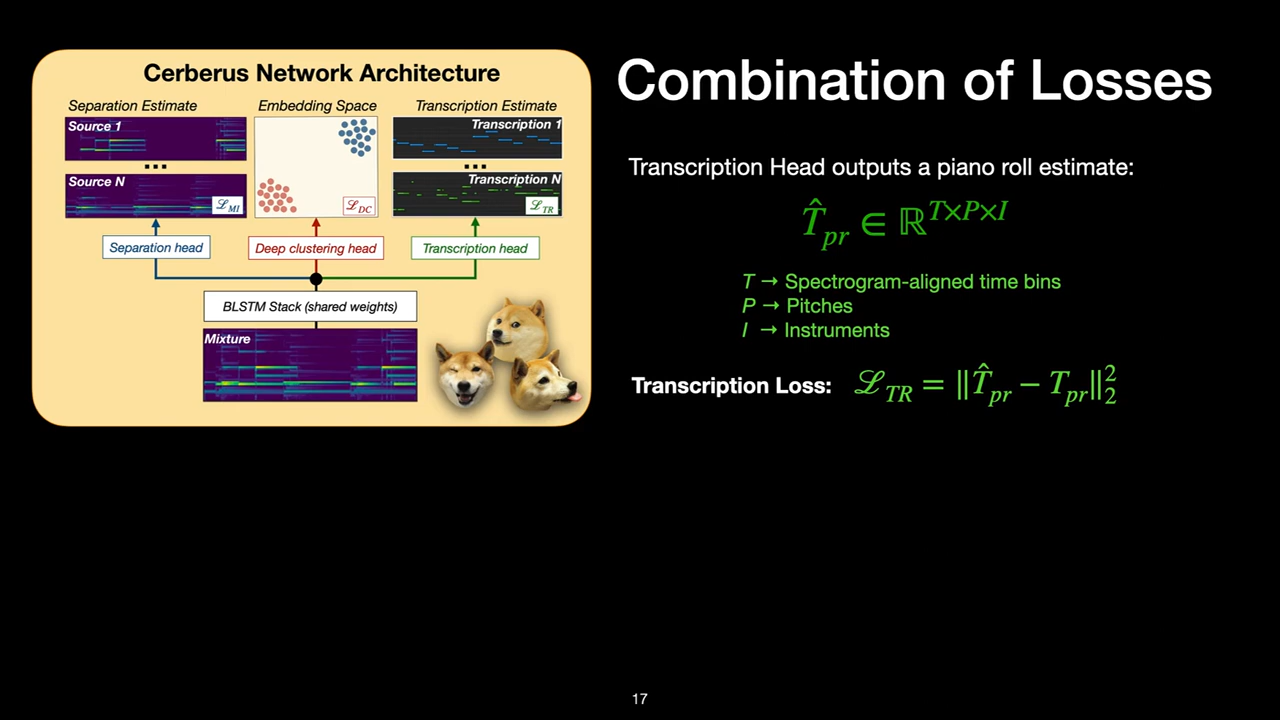 Cerberus Network Architecture
Separation Estimate
Embedding Space
Transcription Estimate
Source 1
Transcription 1
...
...
Source N
Transcription N
ℒ_MI
ℒ_DC
ℒ_TR
Separation head
Deep clustering head
Transcription head
BLSTM Stack (shared weights)
Mixture
Combination of Losses
Transcription Head outputs a piano roll estimate:
T̂_pr ∈ ℝ^{T×P×I}
T → Spectrogram-aligned time bins
P → Pitches
I → Instruments
Transcription Loss: ℒ_TR = ‖T̂_pr − T_pr‖₂²
17